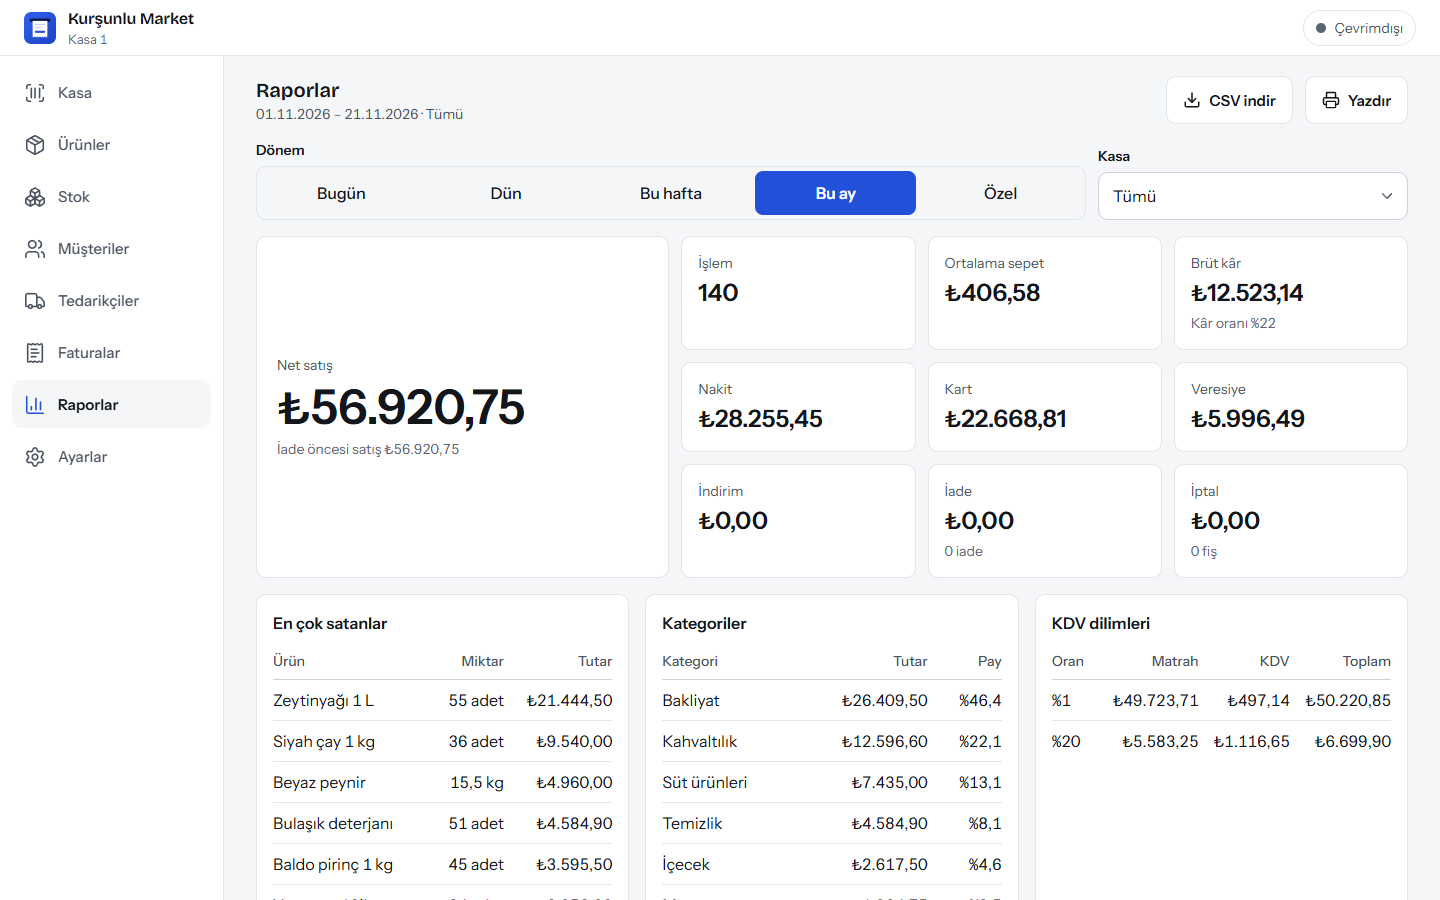 Kurşunlu Market
Kasa 1
Çevrimdışı
Kasa
Ürünler
Stok
Müşteriler
Tedarikçiler
Faturalar
Raporlar
Ayarlar
Raporlar
01.11.2026 – 21.11.2026 · Tümü
CSV indir
Yazdır
Dönem
Bugün
Dün
Bu hafta
Bu ay
Özel
Kasa
Tümü
Net satış
₺56.920,75
İade öncesi satış ₺56.920,75
İşlem
140
Ortalama sepet
₺406,58
Brüt kâr
₺12.523,14
Kâr oranı %22
Nakit
₺28.255,45
Kart
₺22.668,81
Veresiye
₺5.996,49
İndirim
₺0,00
İade
₺0,00
0 iade
İptal
₺0,00
0 fiş
En çok satanlar
Ürün Miktar Tutar
Zeytinyağı 1 L 55 adet ₺21.444,50
Siyah çay 1 kg 36 adet ₺9.540,00
Beyaz peynir 15,5 kg ₺4.960,00
Bulaşık deterjanı 51 adet ₺4.584,90
Baldo pirinç 1 kg 45 adet ₺3.595,50
Kategoriler
Kategori Tutar Pay
Bakliyat ₺26.409,50 %46,4
Kahvaltılık ₺12.596,60 %22,1
Süt ürünleri ₺7.435,00 %13,1
Temizlik ₺4.584,90 %8,1
İçecek ₺2.617,50 %4,6
KDV dilimleri
Oran Matrah KDV Toplam
%1 ₺49.723,71 ₺497,14 ₺50.220,85
%20 ₺5.583,25 ₺1.116,65 ₺6.699,90